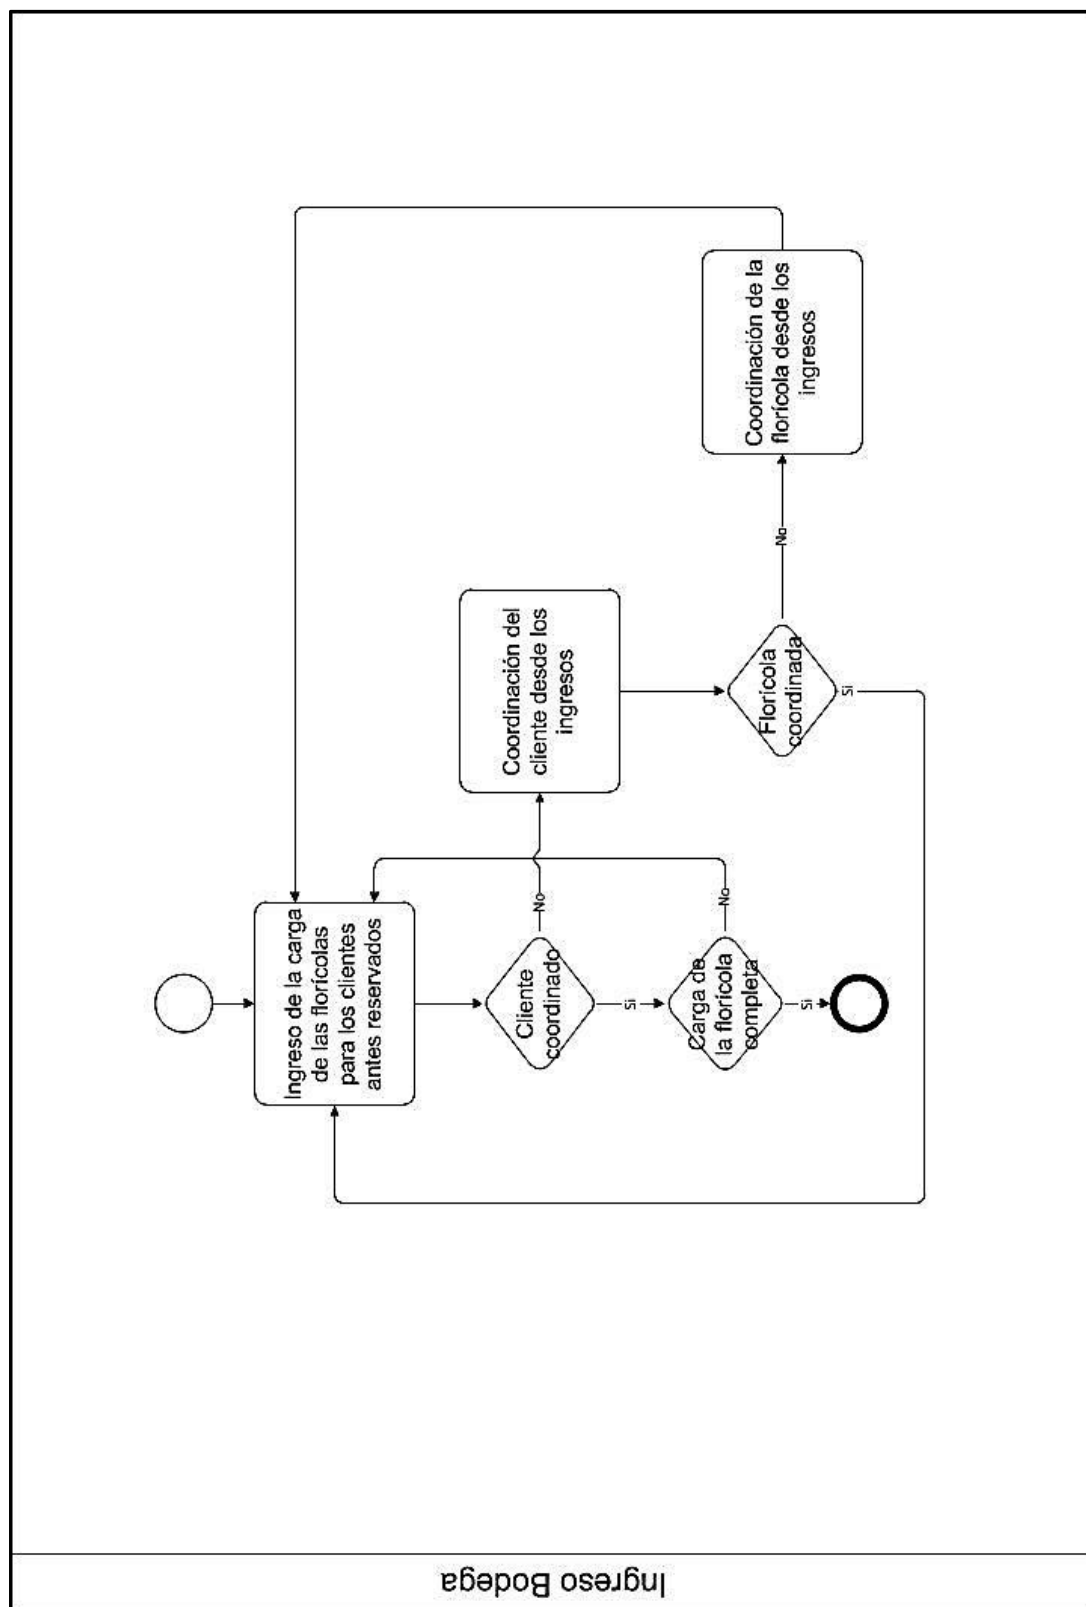 Ingreso Bodega
Ingreso de la carga
de las florícolas
para los clientes
antes reservados
Cliente
coordinado
No
Si
Carga de
la florícola
completa
No
Si
Coordinación del
cliente desde los
ingresos
Florícola
coordinada
No
Si
Coordinación de la
florícola desde los
ingresos